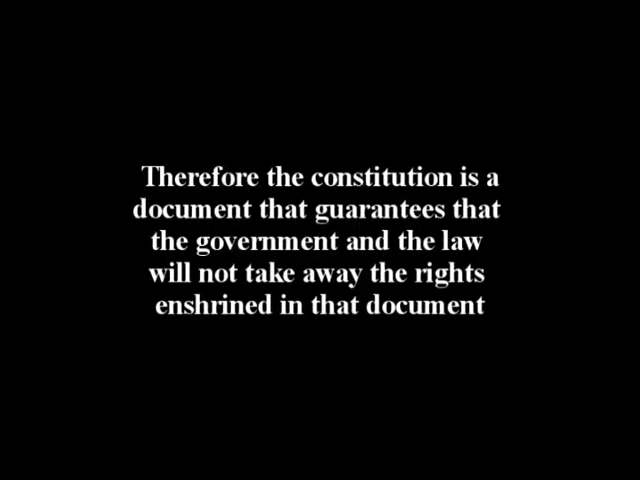 Therefore the constitution is a
document that guarantees that
the government and the law
will not take away the rights
enshrined in that document